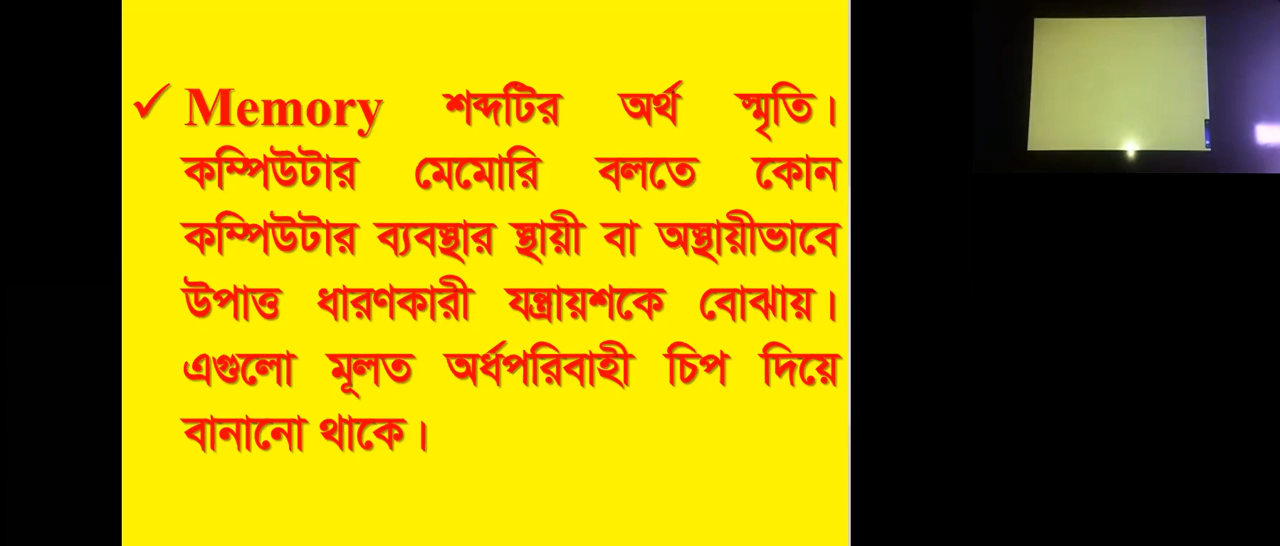 ✓ Memory শব্দটির অর্থ স্মৃতি।
কম্পিউটার মেমোরি বলতে কোন
কম্পিউটার ব্যবস্থার স্থায়ী বা অস্থায়ীভাবে
উপাত্ত ধারণকারী যন্ত্রায়শকে বোঝায়।
এগুলো মূলত অর্ধপরিবাহী চিপ দিয়ে
বানানো থাকে।